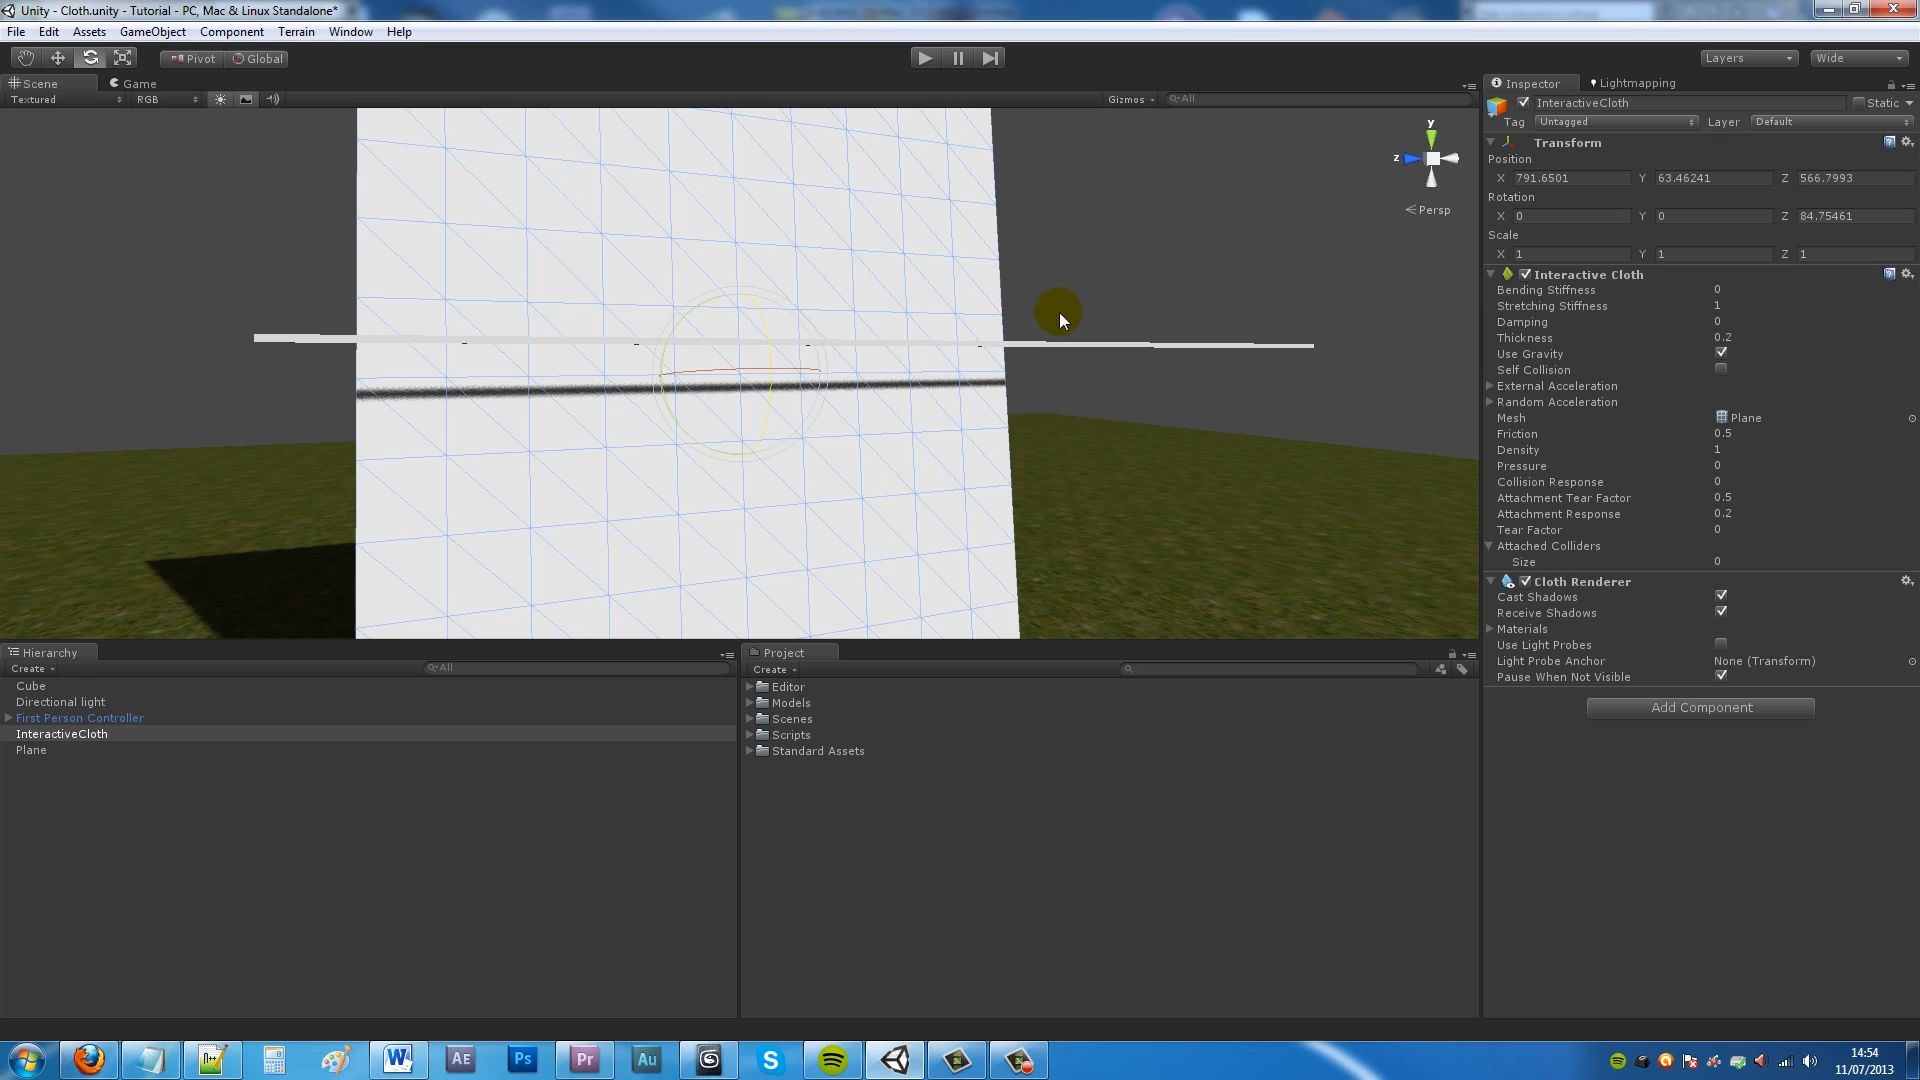 Unity - Cloth.unity - Tutorial - PC, Mac & Linux Standalone*
File Edit Assets GameObject Component Terrain Window Help
Pivot Global Layers Wide
Scene Game
Textured RGB Gizmos All
y
z
Persp
Inspector Lightmapping
InteractiveCloth Static
Tag Untagged Layer Default
Transform
Position
X 791.6501 Y 63.46241 Z 566.7993
Rotation
X 0 Y 0 Z 84.75461
Scale
X 1 Y 1 Z 1
Interactive Cloth
Bending Stiffness 0
Stretching Stiffness 1
Damping 0
Thickness 0.2
Use Gravity
Self Collision
External Acceleration
Random Acceleration
Mesh Plane
Friction 0.5
Density 1
Pressure 0
Collision Response 0
Attachment Tear Factor 0.5
Attachment Response 0.2
Tear Factor 0
Attached Colliders
Size 0
Cloth Renderer
Cast Shadows
Receive Shadows
Materials
Use Light Probes
Light Probe Anchor None (Transform)
Pause When Not Visible
Add Component
Hierarchy
Create All
Cube
Directional light
First Person Controller
InteractiveCloth
Plane
Project
Create
Editor
Models
Scenes
Scripts
Standard Assets
W AE Ps Pr Au S
14:54
11/07/2013